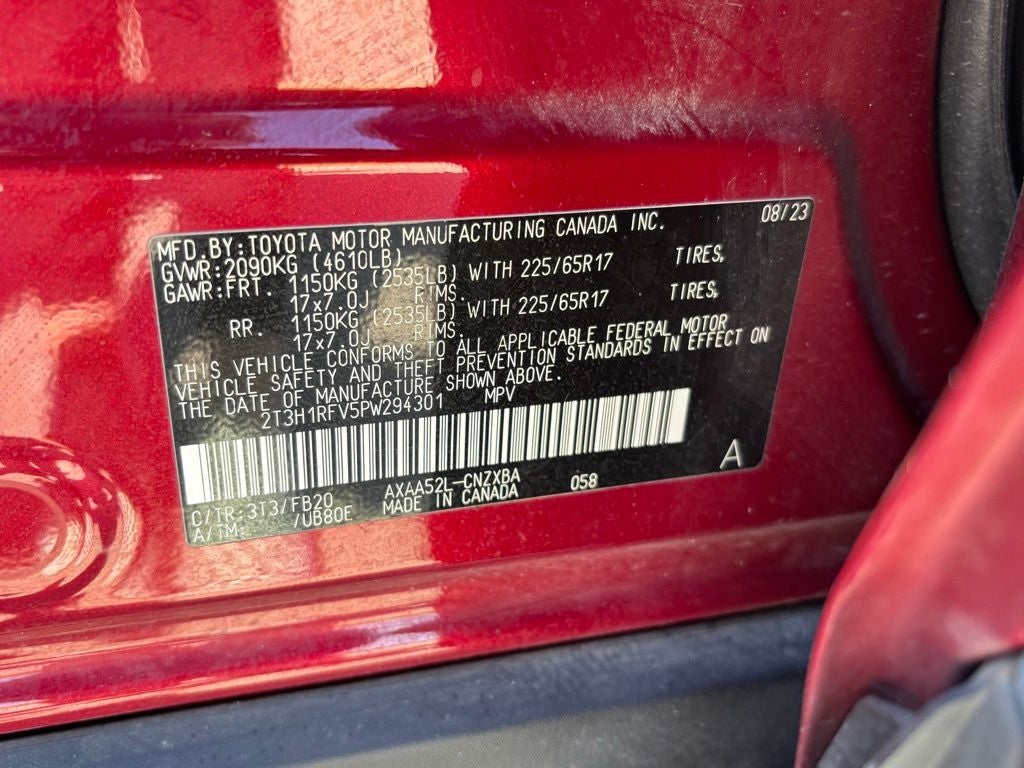 MFD.BY:TOYOTA MOTOR MANUFACTURING CANADA INC. 08/23
GVWR:2090KG (4610LB)
GAWR:FRT. 1150KG (2535LB) WITH 225/65R17 TIRES,
17x7.0J RIMS.
RR. 1150KG (2535LB) WITH 225/65R17 TIRES,
17x7.0J RIMS.
THIS VEHICLE CONFORMS TO ALL APPLICABLE FEDERAL MOTOR
VEHICLE SAFETY AND THEFT PREVENTION STANDARDS IN EFFECT ON
THE DATE OF MANUFACTURE SHOWN ABOVE.
2T3H1RFV5PW294301 MPV
A
C/TR:3T3/FB20 AXAA52L-CNZXBA 058
A/TM: /UB80E MADE IN CANADA